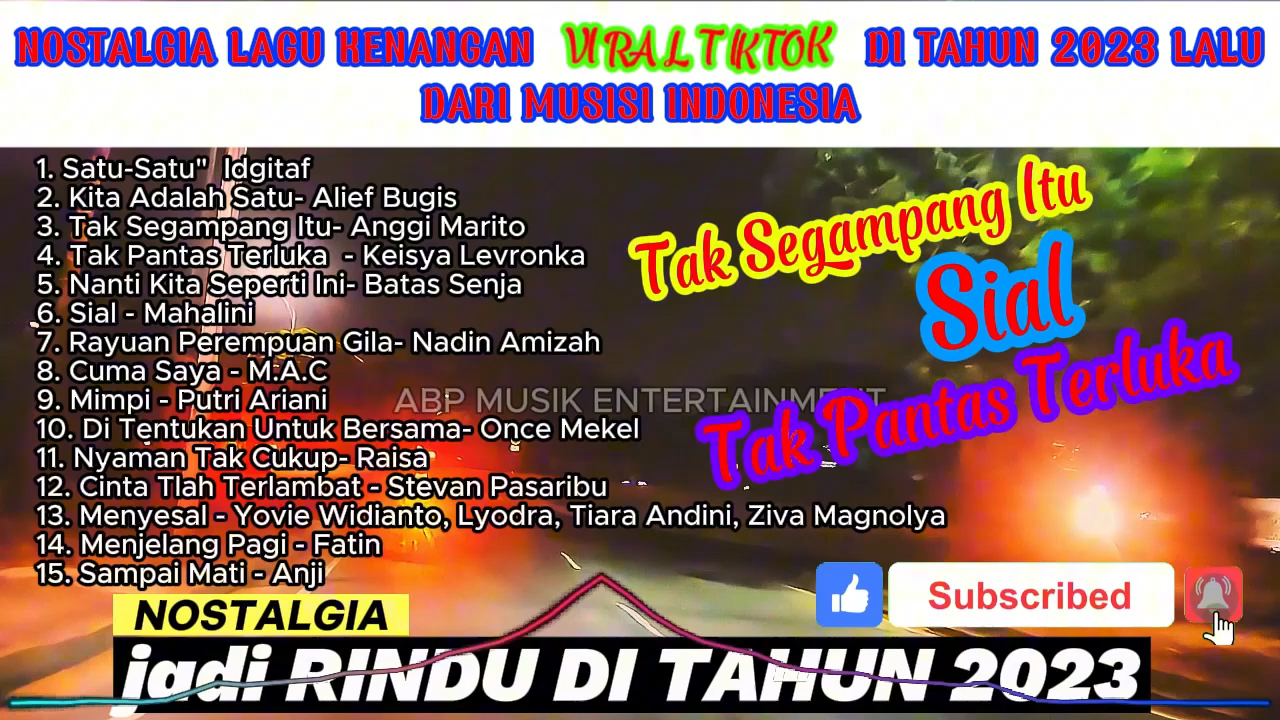 NOSTALGIA LAGU KENANGAN VIRAL TIKTOK DI TAHUN 2023 LALU
DARI MUSISI INDONESIA
1. Satu-Satu" Idgitaf
2. Kita Adalah Satu- Alief Bugis
3. Tak Segampang Itu- Anggi Marito
4. Tak Pantas Terluka - Keisya Levronka
5. Nanti Kita Seperti Ini- Batas Senja
6. Sial - Mahalini
7. Rayuan Perempuan Gila- Nadin Amizah
8. Cuma Saya - M.A.C
9. Mimpi - Putri Ariani
10. Di Tentukan Untuk Bersama- Once Mekel
11. Nyaman Tak Cukup- Raisa
12. Cinta Tlah Terlambat - Stevan Pasaribu
13. Menyesal - Yovie Widianto, Lyodra, Tiara Andini, Ziva Magnolya
14. Menjelang Pagi - Fatin
15. Sampai Mati - Anji
Tak Segampang Itu
Sial
Tak Pantas Terluka
ABP MUSIK ENTERTAINMENT
Subscribed
NOSTALGIA
jadi RINDU DI TAHUN 2023